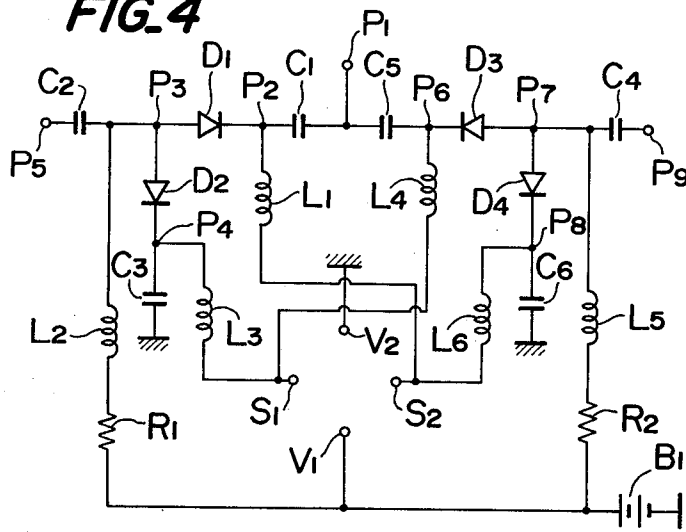 FIG_4
P1
C2 P3 D1 P2 C1 C5 P6 D3 P7 C4
P5 P9
D2 L1 L4 D4
P4 P8
C3 C6
L2 L3 V2 L6 L5
S1 S2
R1 R2
V1 B1